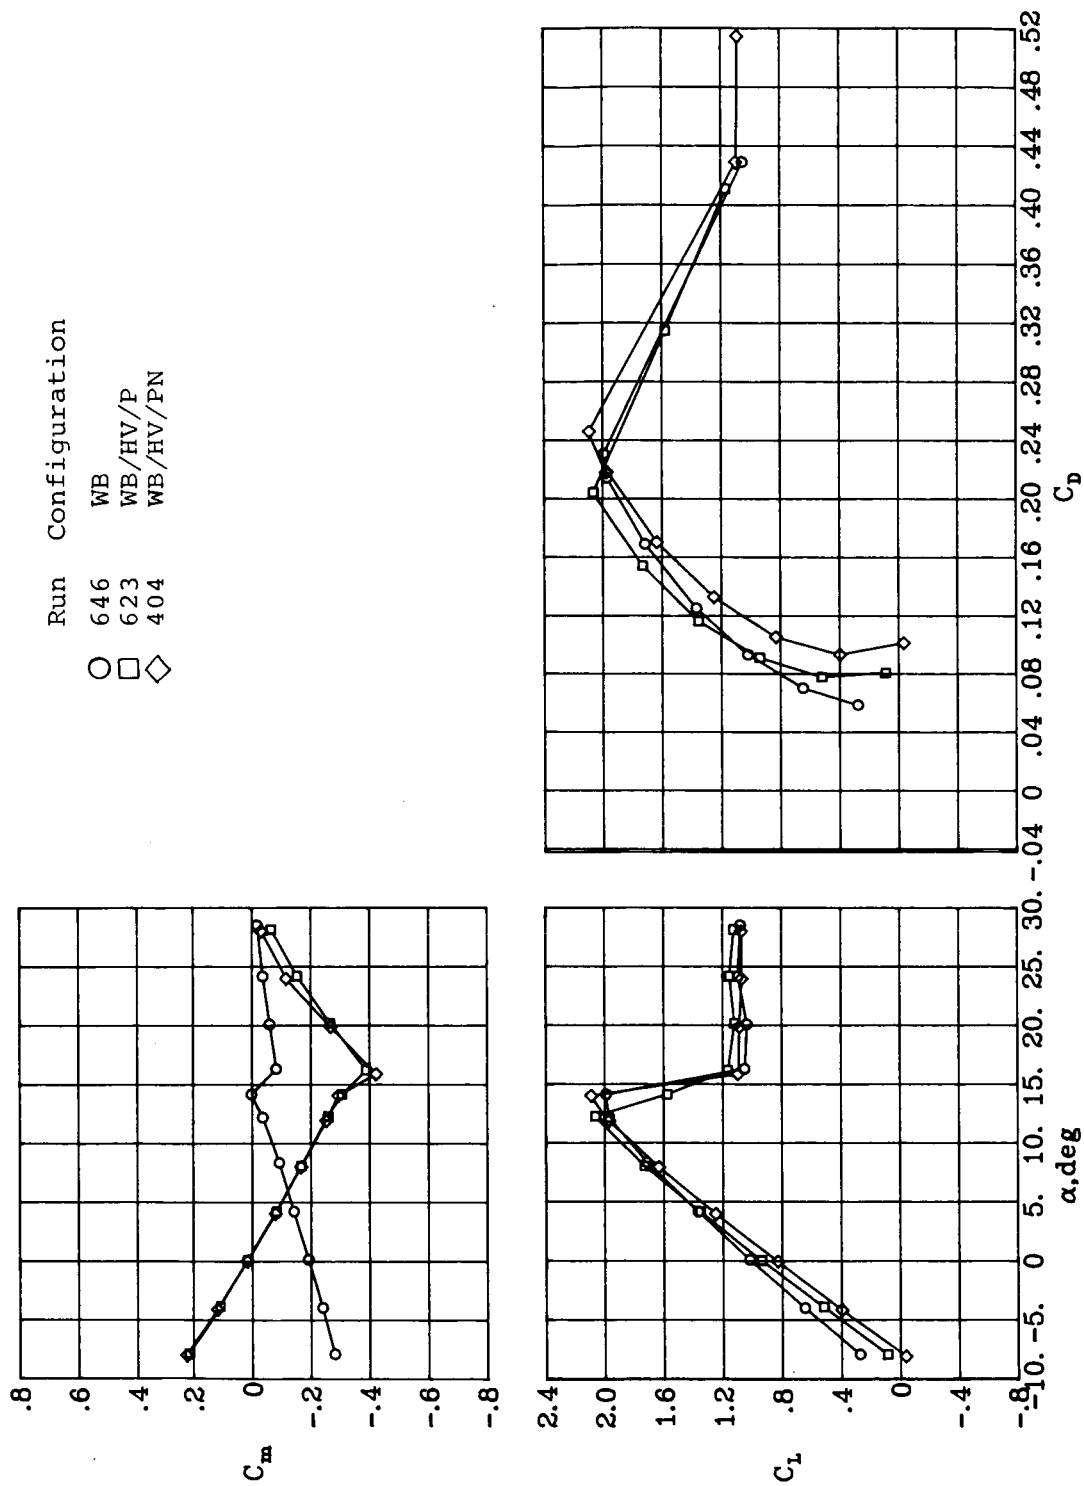 Run Configuration
646 WB
623 WB/HV/P
404 WB/HV/PN
.8
.6
.4
.2
0
-.2
-.4
-.6
-.8
Cm
2.4
2.0
1.6
1.2
.8
.4
0
-.4
-.8
CL
-10. -5. 0 5. 10. 15. 20. 25. 30.
α,deg
-.04 0 .04 .08 .12 .16 .20 .24 .28 .32 .36 .40 .44 .48 .52
CD